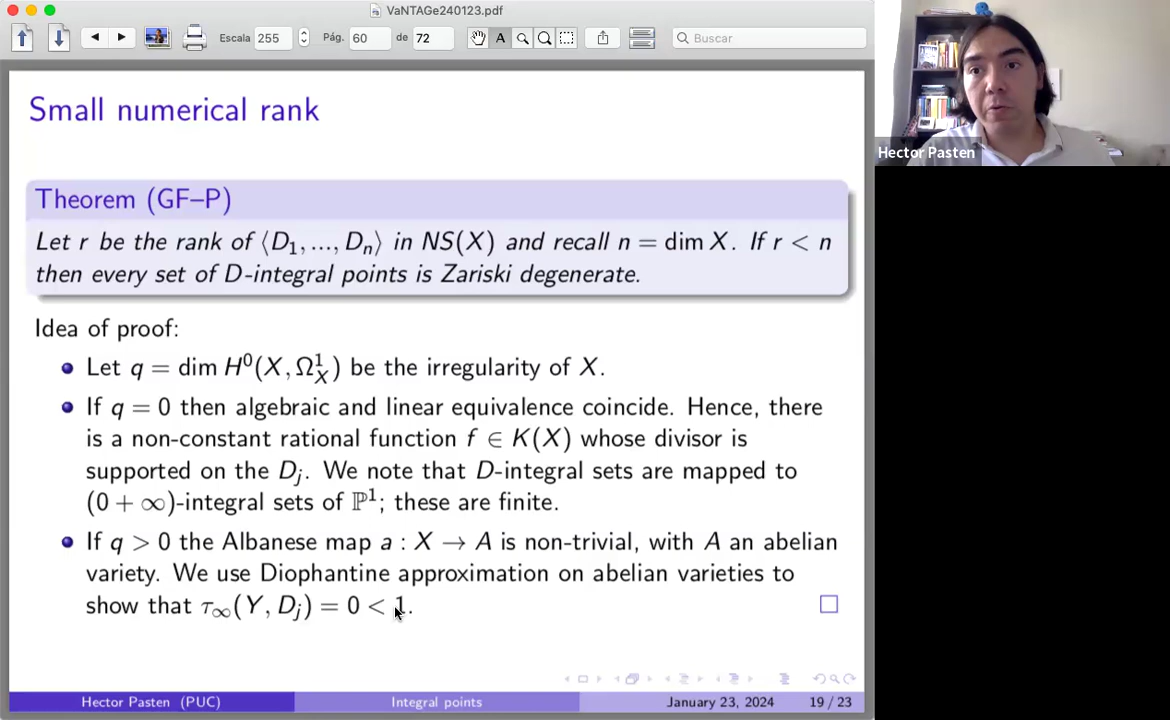 VaNTAGe240123.pdf
Escala 255 Pág. 60 de 72 Buscar
Small numerical rank
Theorem (GF–P)
Let r be the rank of ⟨D₁, ..., Dₙ⟩ in NS(X) and recall n = dim X. If r < n
then every set of D-integral points is Zariski degenerate.
Idea of proof:
Let q = dim H⁰(X, Ω¹_X) be the irregularity of X.
If q = 0 then algebraic and linear equivalence coincide. Hence, there
is a non-constant rational function f ∈ K(X) whose divisor is
supported on the Dⱼ. We note that D-integral sets are mapped to
(0 + ∞)-integral sets of ℙ¹; these are finite.
If q > 0 the Albanese map a : X → A is non-trivial, with A an abelian
variety. We use Diophantine approximation on abelian varieties to
show that τ_∞(Y, Dⱼ) = 0 < 1.
Hector Pasten (PUC) Integral points January 23, 2024 19 / 23
Hector Pasten